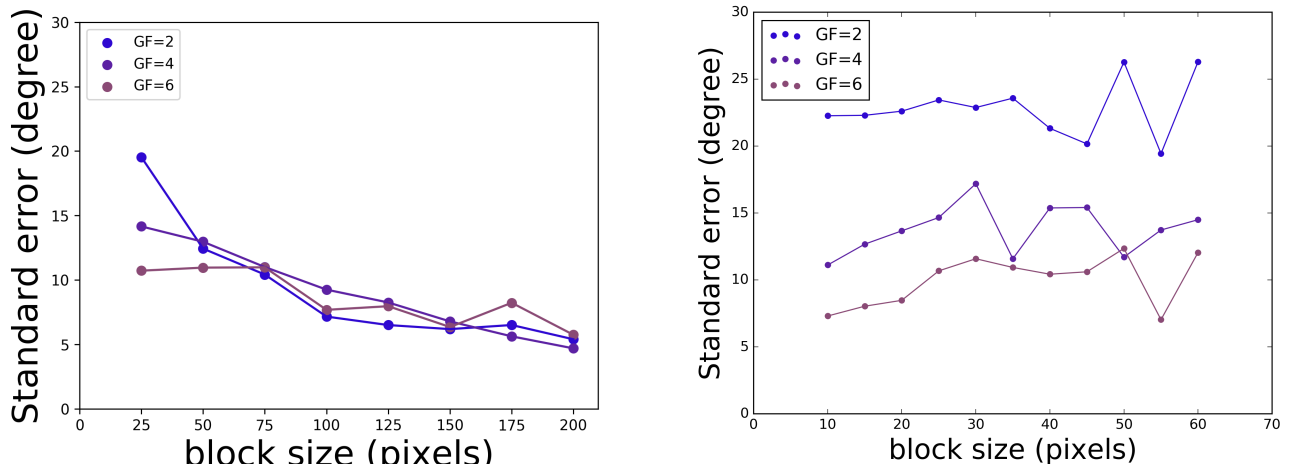 Standard error (degree)
30
25
20
15
10
5
0
GF=2
GF=4
GF=6
0 25 50 75 100 125 150 175 200
block size (pixels)
Standard error (degree)
30
25
20
15
10
5
0
GF=2
GF=4
GF=6
0 10 20 30 40 50 60 70
block size (pixels)